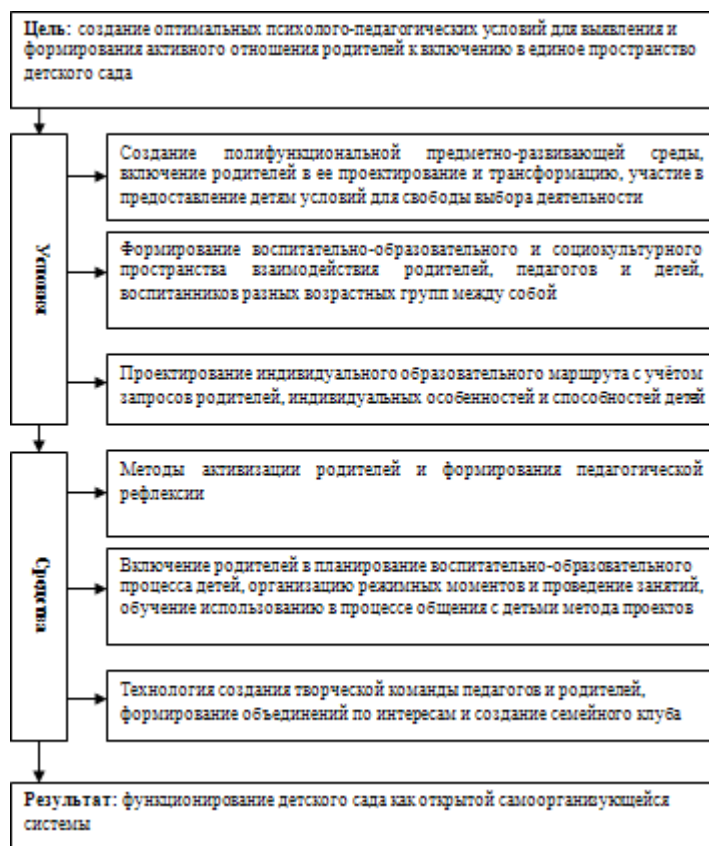 Цель: создание оптимальных психолого-педагогических условий для выявления и
формирования активного отношения родителей к включению в единое пространство
детского сада
Условия
Создание полифункциональной предметно-развивающей среды,
включение родителей в ее проектирование и трансформацию, участие в
предоставление детям условий для свободы выбора деятельности
Формирование воспитательно-образовательного и социокультурного
пространства взаимодействия родителей, педагогов и детей,
воспитанников разных возрастных групп между собой
Проектирование индивидуального образовательного маршрута с учётом
запросов родителей, индивидуальных особенностей и способностей детей
Средства
Методы активизации родителей и формирования педагогической
рефлексии
Включение родителей в планирование воспитательно-образовательного
процесса детей, организацию режимных моментов и проведение занятий,
обучение использованию в процессе общения с детьми метода проектов
Технология создания творческой команды педагогов и родителей,
формирование объединений по интересам и создание семейного клуба
Результат: функционирование детского сада как открытой самоорганизующейся
системы